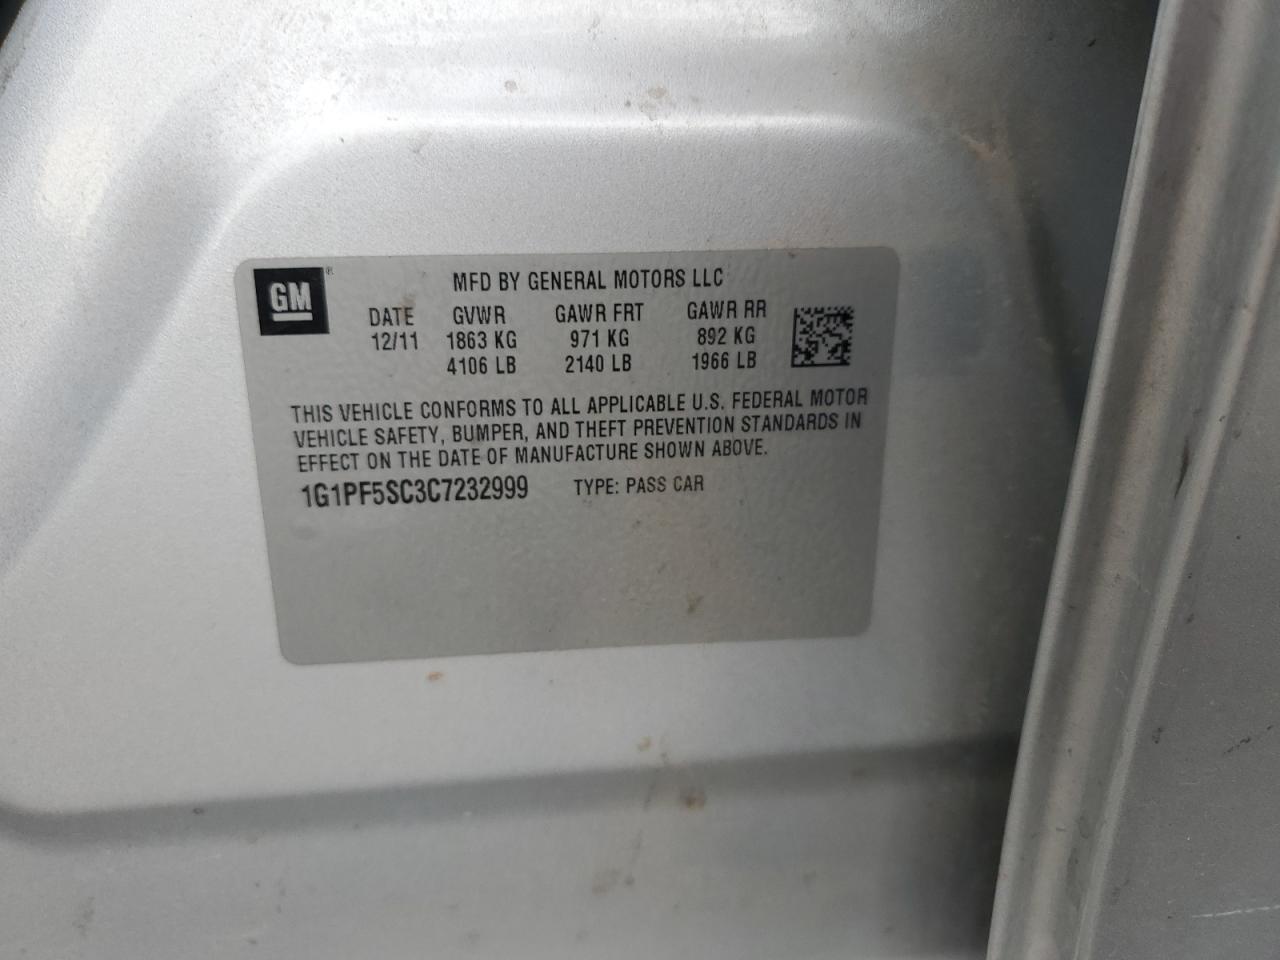 GM®
MFD BY GENERAL MOTORS LLC
DATE GVWR GAWR FRT GAWR RR
12/11 1863 KG 971 KG 892 KG
4106 LB 2140 LB 1966 LB
THIS VEHICLE CONFORMS TO ALL APPLICABLE U.S. FEDERAL MOTOR
VEHICLE SAFETY, BUMPER, AND THEFT PREVENTION STANDARDS IN
EFFECT ON THE DATE OF MANUFACTURE SHOWN ABOVE.
1G1PF5SC3C7232999 TYPE: PASS CAR